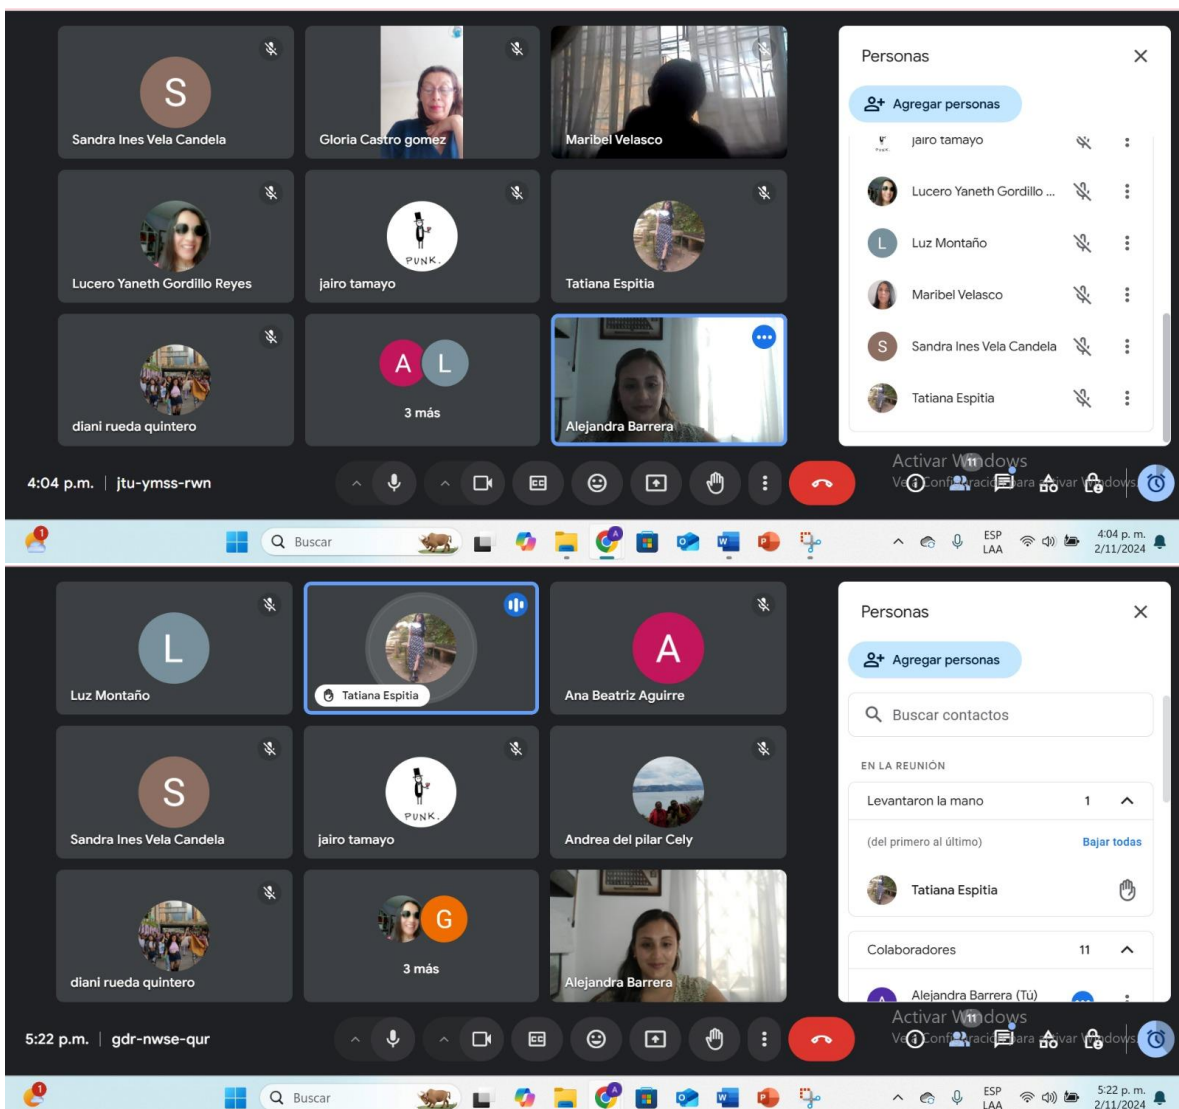 S
Sandra Ines Vela Candela
Gloria Castro gomez
Maribel Velasco
Lucero Yaneth Gordillo Reyes
PUNK.
jairo tamayo
Tatiana Espitia
diani rueda quintero
A L
3 más
Alejandra Barrera
Personas
Agregar personas
jairo tamayo
Lucero Yaneth Gordillo ...
L Luz Montaño
Maribel Velasco
S Sandra Ines Vela Candela
Tatiana Espitia
4:04 p.m. | jtu-ymss-rwn
Activar Windows
11
Buscar
ESP
LAA
4:04 p. m.
2/11/2024
L
Luz Montaño
Tatiana Espitia
A
Ana Beatriz Aguirre
S
Sandra Ines Vela Candela
PUNK.
jairo tamayo
Andrea del pilar Cely
diani rueda quintero
G
3 más
Alejandra Barrera
Personas
Agregar personas
Buscar contactos
EN LA REUNIÓN
Levantaron la mano 1
(del primero al último) Bajar todas
Tatiana Espitia
Colaboradores 11
Alejandra Barrera (Tú)
5:22 p.m. | gdr-nwse-qur
Activar Windows
11
Buscar
ESP
LAA
5:22 p. m.
2/11/2024